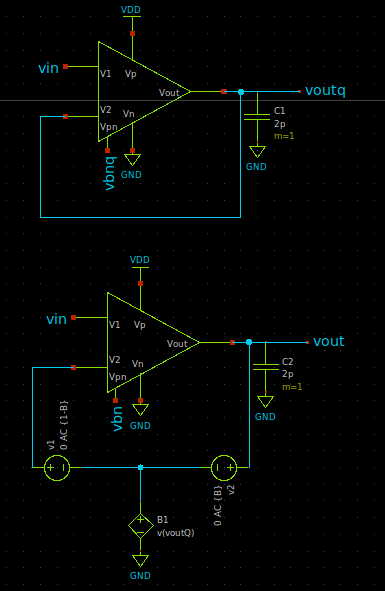 VDD
vin
V1
Vp
Vout
voutq
V2
Vn
Vpn
C1
2p
m=1
vbnq
GND
GND
VDD
vin
V1
Vp
Vout
vout
V2
Vn
Vpn
C2
2p
m=1
vbn
GND
GND
v1
0 AC {1-B}
0 AC {B}
v2
B1
v(voutQ)
GND